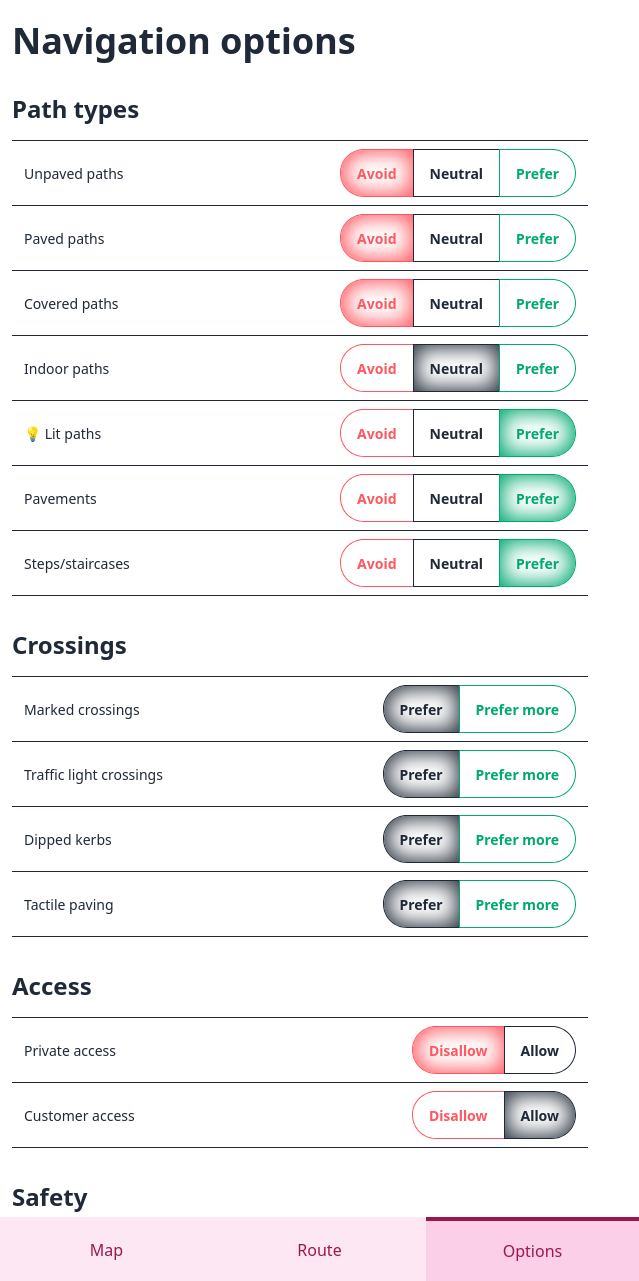 Navigation options
Path types
Unpaved paths Avoid Neutral Prefer
Paved paths Avoid Neutral Prefer
Covered paths Avoid Neutral Prefer
Indoor paths Avoid Neutral Prefer
💡 Lit paths Avoid Neutral Prefer
Pavements Avoid Neutral Prefer
Steps/staircases Avoid Neutral Prefer
Crossings
Marked crossings Prefer Prefer more
Traffic light crossings Prefer Prefer more
Dipped kerbs Prefer Prefer more
Tactile paving Prefer Prefer more
Access
Private access Disallow Allow
Customer access Disallow Allow
Safety
Map Route Options